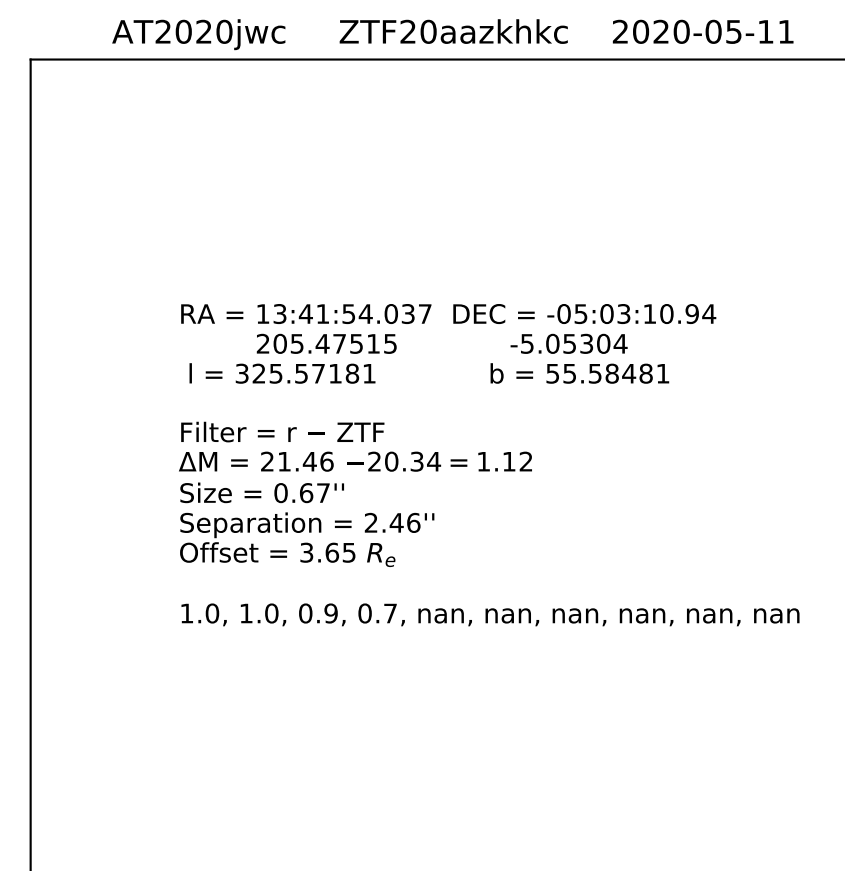 AT2020jwc ZTF20aazkhkc 2020-05-11
RA = 13:41:54.037 DEC = -05:03:10.94
205.47515 -5.05304
l = 325.57181 b = 55.58481
Filter = r − ZTF
ΔM = 21.46 −20.34 = 1.12
Size = 0.67''
Separation = 2.46''
Offset = 3.65 Rₑ
1.0, 1.0, 0.9, 0.7, nan, nan, nan, nan, nan, nan